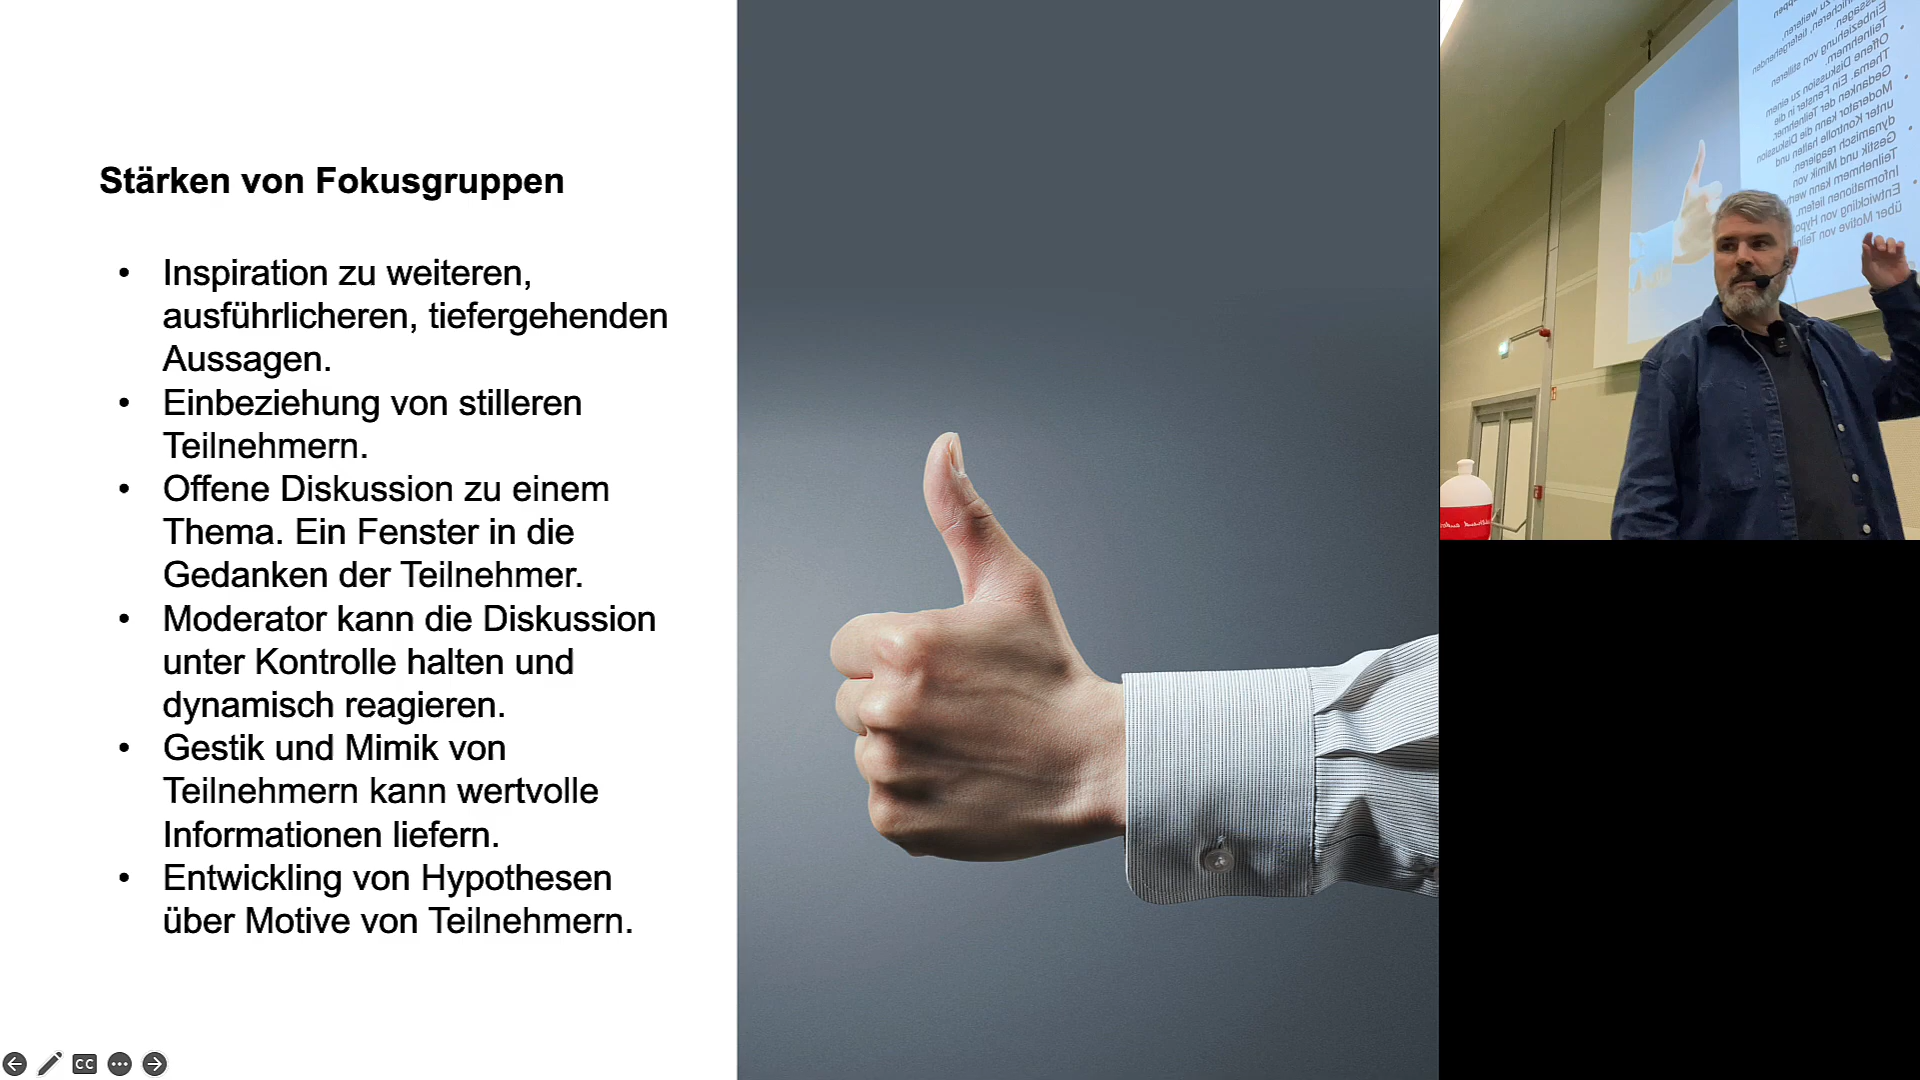 Stärken von Fokusgruppen
• Inspiration zu weiteren,
ausführlicheren, tiefergehenden
Aussagen.
• Einbeziehung von stilleren
Teilnehmern.
• Offene Diskussion zu einem
Thema. Ein Fenster in die
Gedanken der Teilnehmer.
• Moderator kann die Diskussion
unter Kontrolle halten und
dynamisch reagieren.
• Gestik und Mimik von
Teilnehmern kann wertvolle
Informationen liefern.
• Entwickling von Hypothesen
über Motive von Teilnehmern.
CC